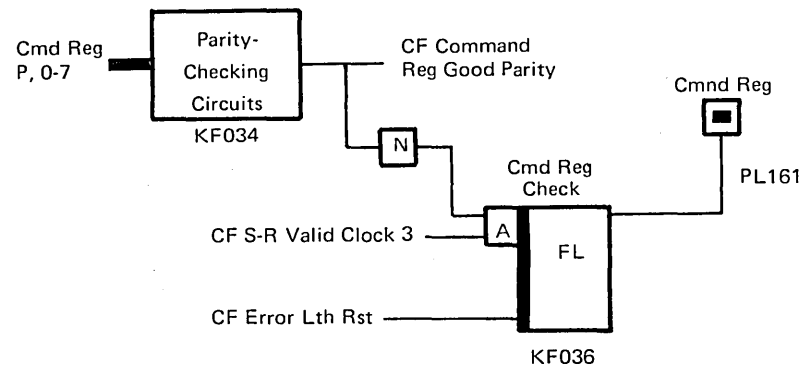 Cmd Reg
P, 0-7
Parity-
Checking
Circuits
KF034
CF Command
Reg Good Parity
Cmnd Reg
PL161
N
Cmd Reg
Check
CF S-R Valid Clock 3
A
FL
CF Error Lth Rst
KF036